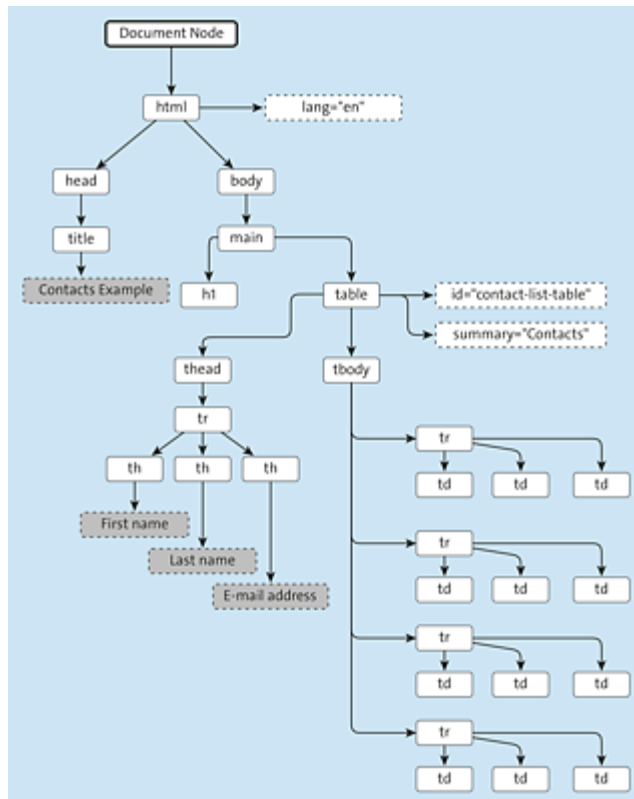 Document Node
html
lang="en"
head
body
title
main
Contacts Example
h1
table
id="contact-list-table"
summary="Contacts"
thead
tbody
tr
th
th
th
First name
Last name
E-mail address
tr
td
td
td
tr
td
td
td
tr
td
td
td
tr
td
td
td